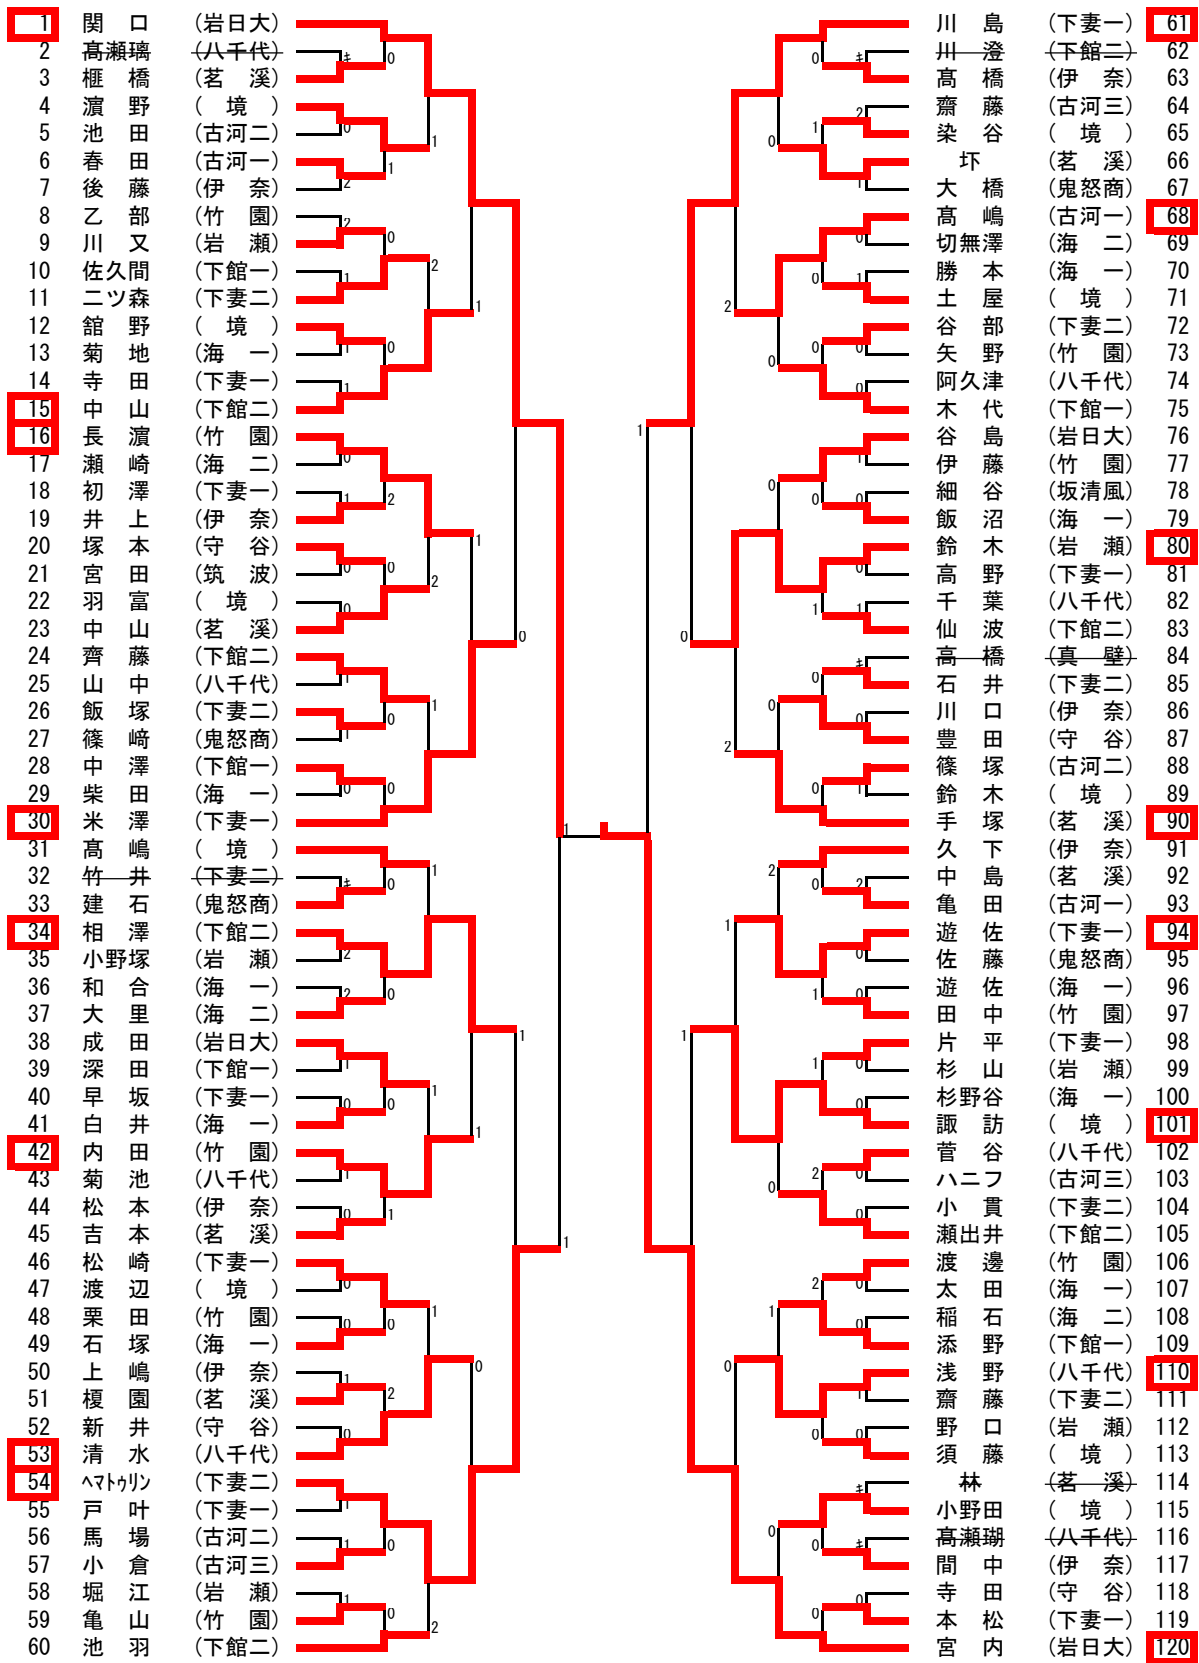 1 関口 (岩日大)
2 髙瀬璃 (八千代)
3 榧橋 (茗溪)
4 濵野 (境)
5 池田 (古河二)
6 春田 (古河一)
7 後藤 (伊奈)
8 乙部 (竹園)
9 川又 (岩瀬)
10 佐久間 (下館一)
11 二ツ森 (下妻二)
12 舘野 (境)
13 菊地 (海一)
14 寺田 (下妻一)
15 中山 (下館二)
16 長濵 (竹園)
17 瀬崎 (海二)
18 初澤 (下妻一)
19 井上 (伊奈)
20 塚本 (守谷)
21 宮田 (筑波)
22 羽富 (境)
23 中山 (茗溪)
24 齊藤 (下館二)
25 山中 (八千代)
26 飯塚 (下妻二)
27 篠﨑 (鬼怒商)
28 中澤 (下館一)
29 柴田 (海一)
30 米澤 (下妻一)
31 髙嶋 (境)
32 竹井 (下妻二)
33 建石 (鬼怒商)
34 相澤 (下館二)
35 小野塚 (岩瀬)
36 和合 (海一)
37 大里 (海二)
38 成田 (岩日大)
39 深田 (下館一)
40 早坂 (下妻一)
41 白井 (海一)
42 内田 (竹園)
43 菊池 (八千代)
44 松本 (伊奈)
45 吉本 (茗溪)
46 松崎 (下妻一)
47 渡辺 (境)
48 栗田 (竹園)
49 石塚 (海一)
50 上嶋 (伊奈)
51 榎園 (茗溪)
52 新井 (守谷)
53 清水 (八千代)
54 ﾍﾏﾄｩﾘﾝ (下妻二)
55 戸叶 (下妻一)
56 馬場 (古河二)
57 小倉 (古河三)
58 堀江 (岩瀬)
59 亀山 (竹園)
60 池羽 (下館二)
川島 (下妻一) 61
川澄 (下館二) 62
髙橋 (伊奈) 63
齋藤 (古河三) 64
染谷 (境) 65
坏 (茗溪) 66
大橋 (鬼怒商) 67
髙嶋 (古河一) 68
切無澤 (海二) 69
勝本 (海一) 70
土屋 (境) 71
谷部 (下妻二) 72
矢野 (竹園) 73
阿久津 (八千代) 74
木代 (下館一) 75
谷島 (岩日大) 76
伊藤 (竹園) 77
細谷 (坂清風) 78
飯沼 (海一) 79
鈴木 (岩瀬) 80
高野 (下妻一) 81
千葉 (八千代) 82
仙波 (下館二) 83
高橋 (真壁) 84
石井 (下妻二) 85
川口 (伊奈) 86
豊田 (守谷) 87
篠塚 (古河二) 88
鈴木 (境) 89
手塚 (茗溪) 90
久下 (伊奈) 91
中島 (茗溪) 92
亀田 (古河一) 93
遊佐 (下妻一) 94
佐藤 (鬼怒商) 95
遊佐 (海一) 96
田中 (竹園) 97
片平 (下妻一) 98
杉山 (岩瀬) 99
杉野谷 (海一) 100
諏訪 (境) 101
菅谷 (八千代) 102
ハニフ (古河三) 103
小貫 (下妻二) 104
瀬出井 (下館二) 105
渡邊 (竹園) 106
太田 (海一) 107
稲石 (海二) 108
添野 (下館一) 109
浅野 (八千代) 110
齋藤 (下妻二) 111
野口 (岩瀬) 112
須藤 (境) 113
林 (茗溪) 114
小野田 (境) 115
髙瀬瑚 (八千代) 116
間中 (伊奈) 117
寺田 (守谷) 118
本松 (下妻一) 119
宮内 (岩日大) 120